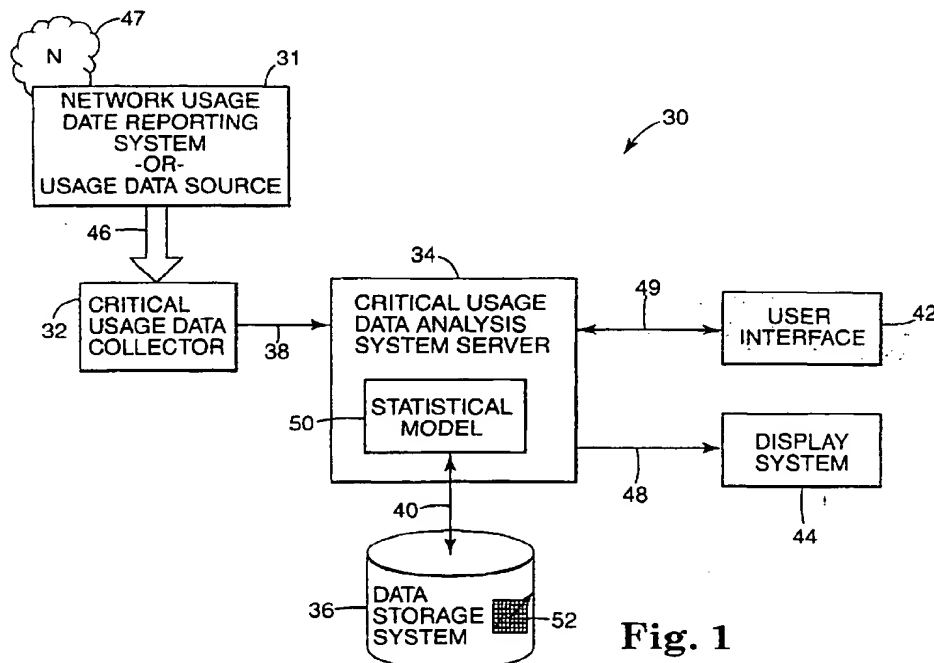 47
N
31
NETWORK USAGE
DATE REPORTING
SYSTEM
-OR-
USAGE DATA SOURCE
30
46
34
32
CRITICAL
USAGE DATA
COLLECTOR
38
CRITICAL USAGE
DATA ANALYSIS
SYSTEM SERVER
49
USER
INTERFACE
42
50
STATISTICAL
MODEL
48
DISPLAY
SYSTEM
44
40
36
DATA
STORAGE
SYSTEM
52
Fig. 1